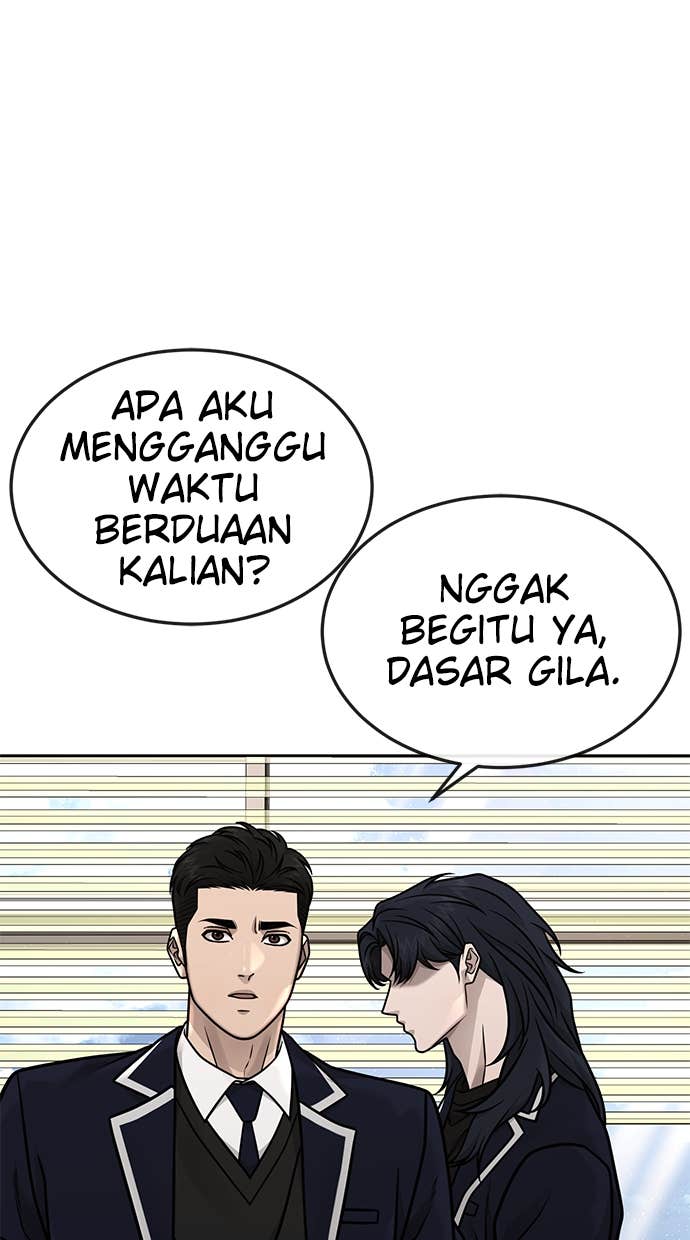 APA AKU
MENGGANGGU
WAKTU
BERDUAAN
KALIAN?
NGGAK
BEGITU YA,
DASAR GILA.